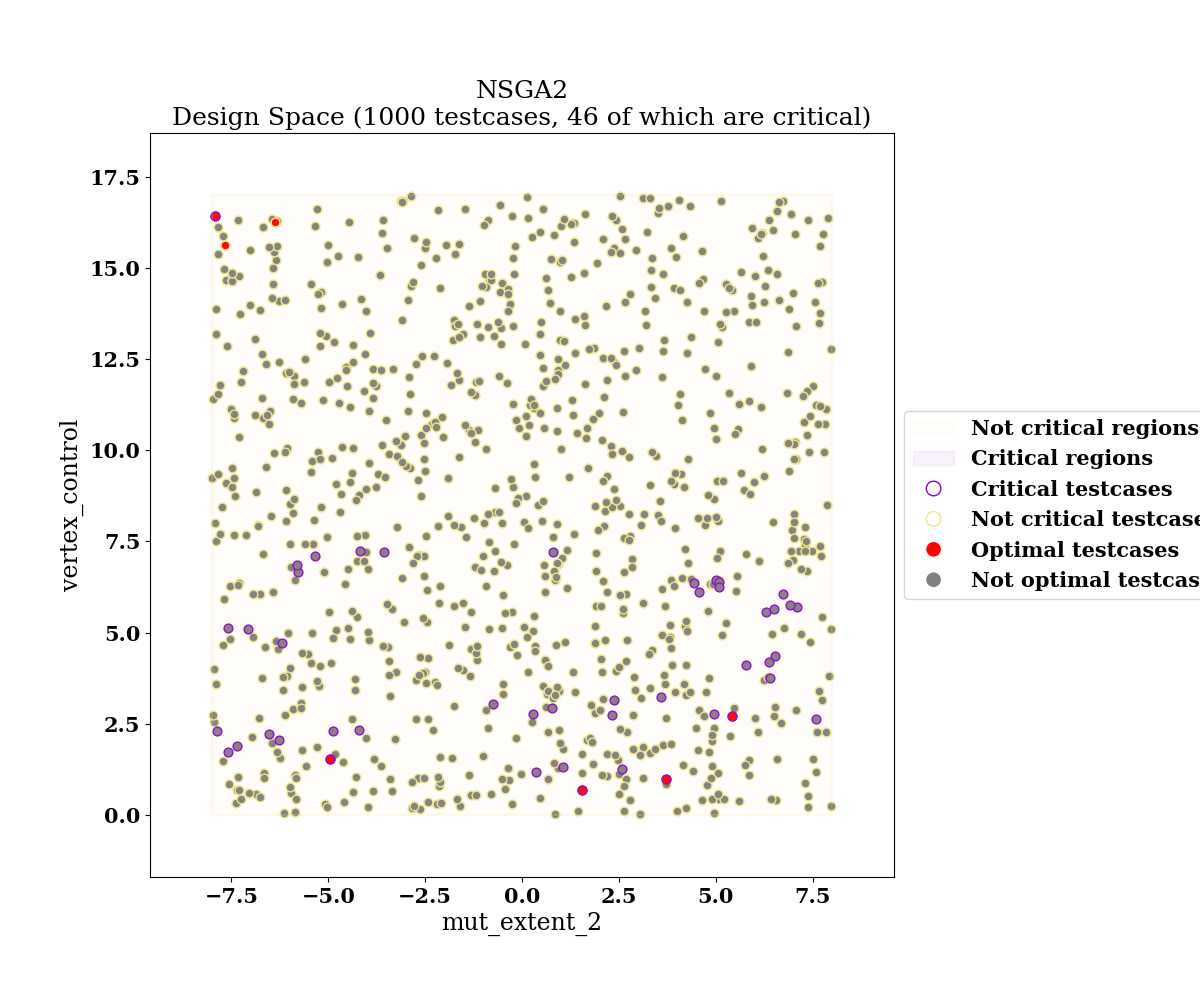 NSGA2
Design Space (1000 testcases, 46 of which are critical)
17.5
15.0
12.5
10.0
7.5
5.0
2.5
0.0
vertex_control
−7.5
−5.0
−2.5
0.0
2.5
5.0
7.5
mut_extent_2
Not critical regions
Critical regions
Critical testcases
Not critical testcase
Optimal testcases
Not optimal testcas